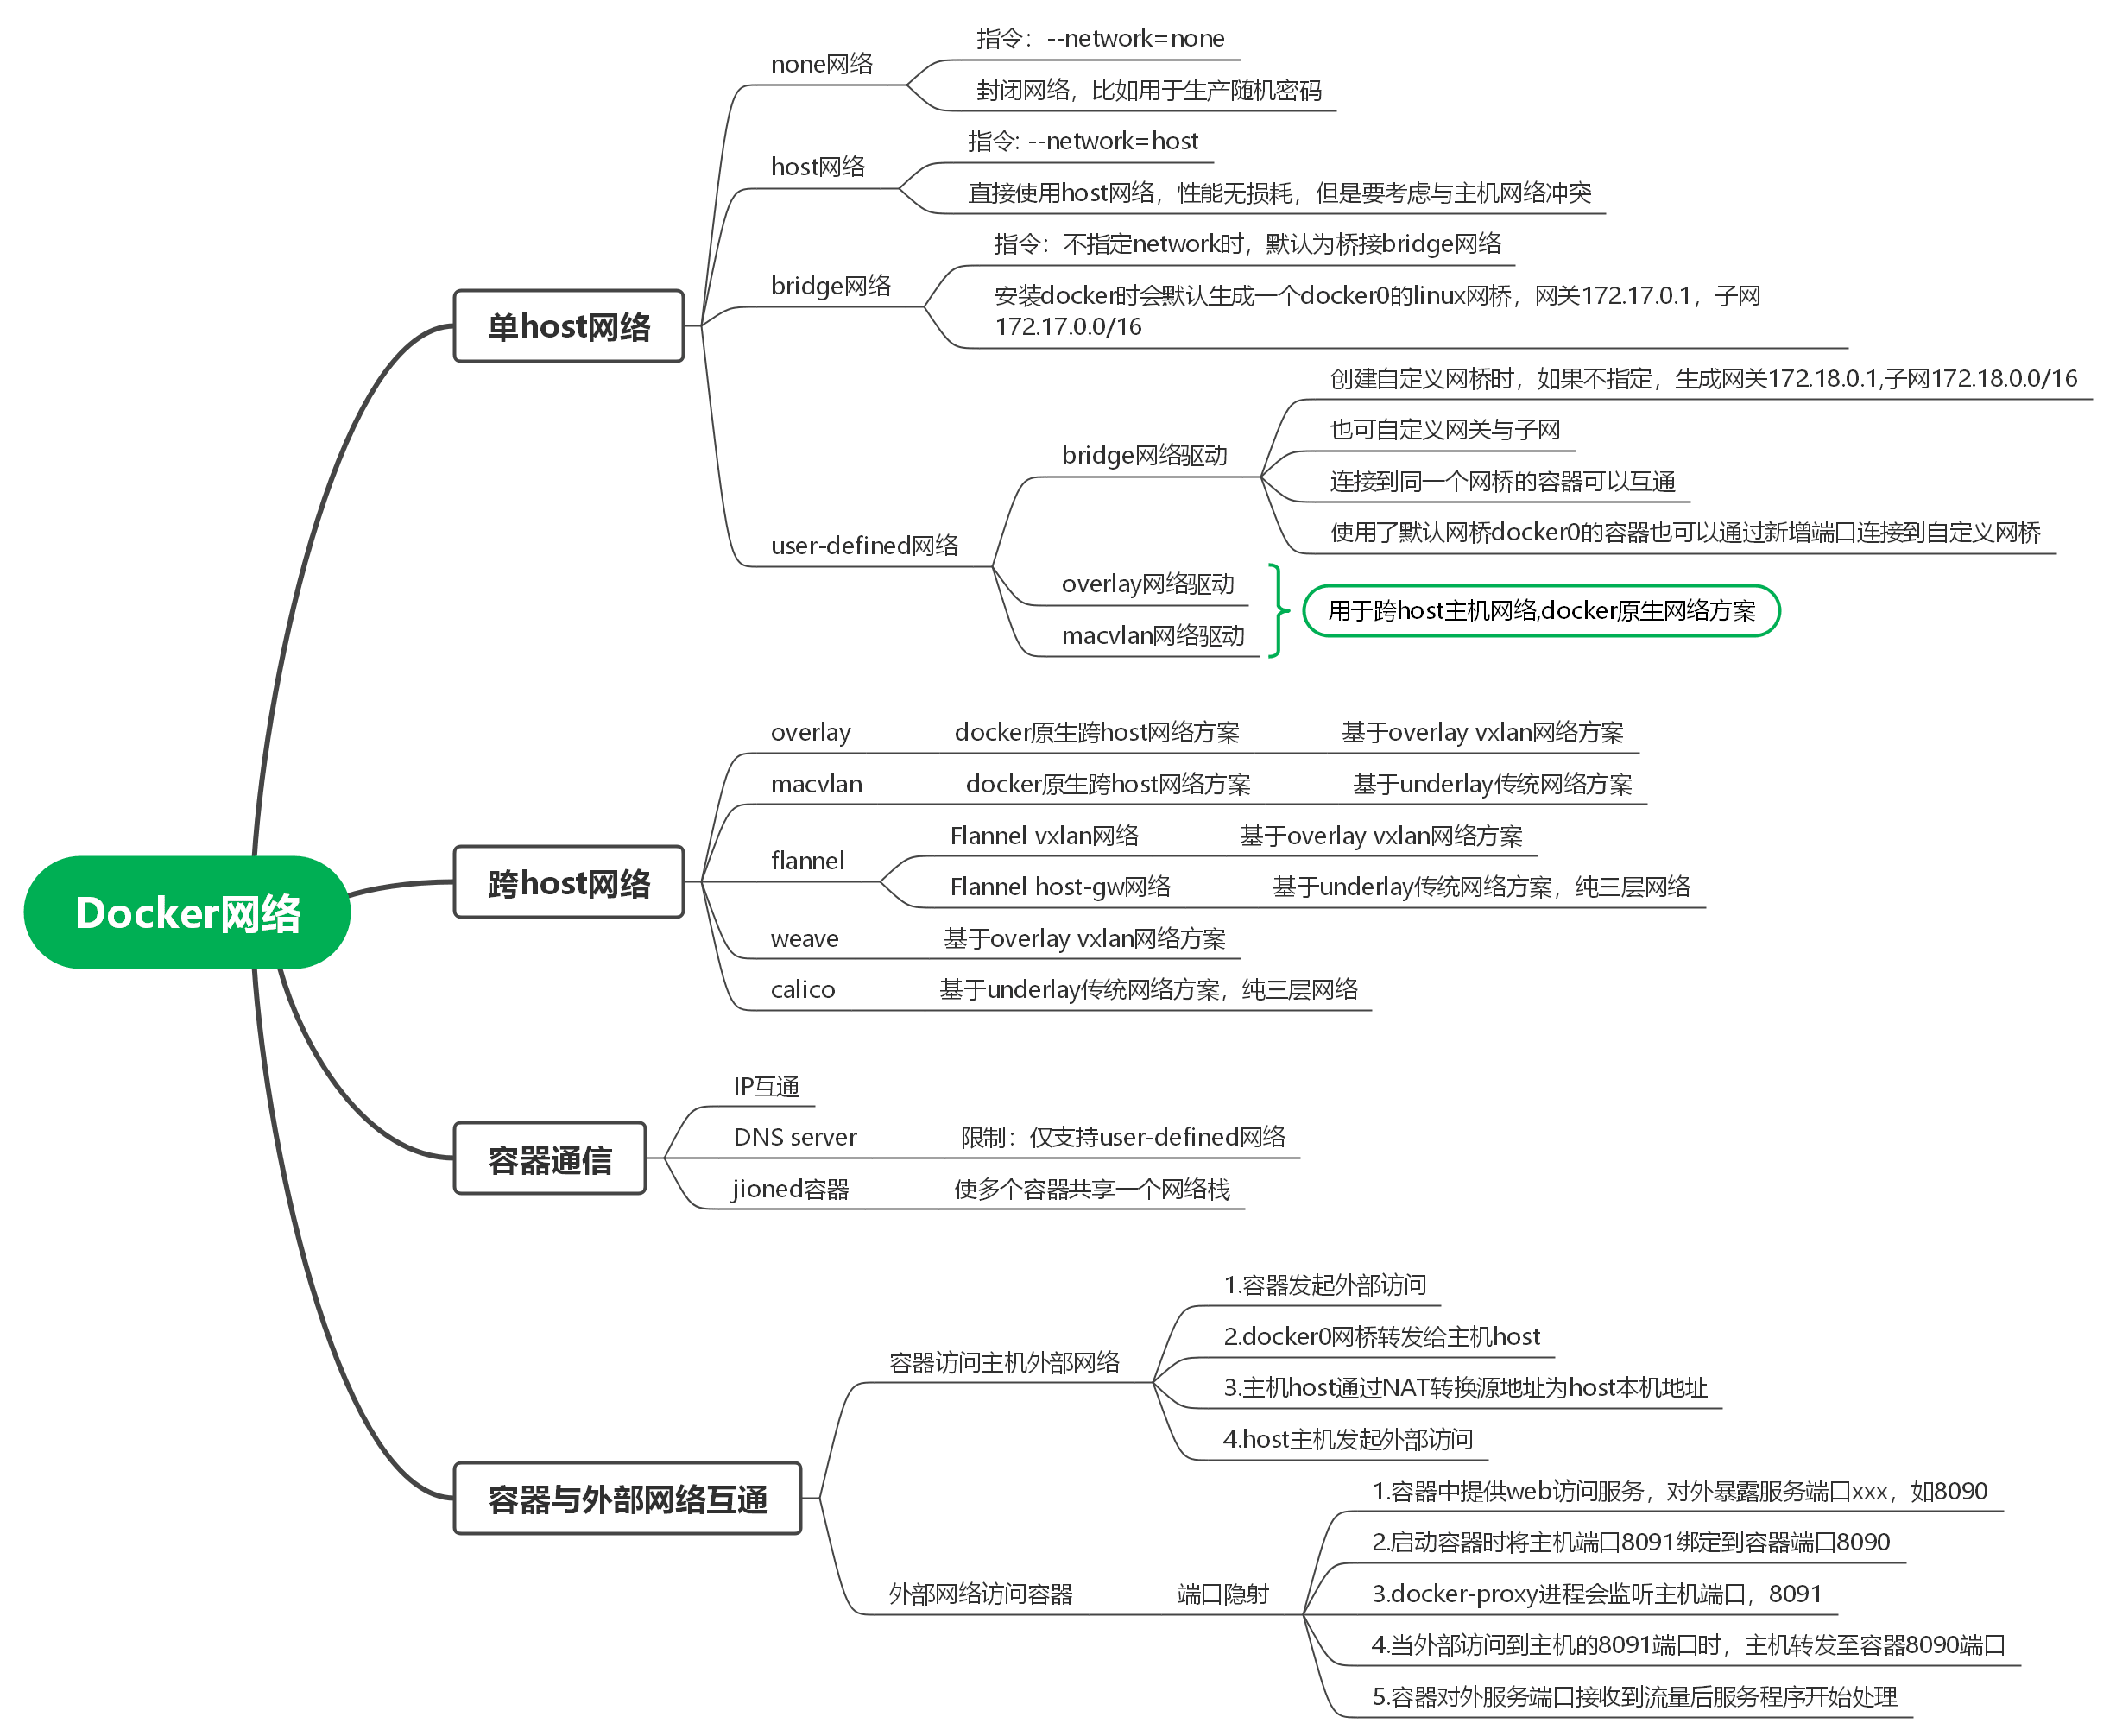 Docker网络
单host网络
none网络
指令：--network=none
封闭网络，比如用于生产随机密码
host网络
指令: --network=host
直接使用host网络，性能无损耗，但是要考虑与主机网络冲突
bridge网络
指令：不指定network时，默认为桥接bridge网络
安装docker时会默认生成一个docker0的linux网桥，网关172.17.0.1，子网
172.17.0.0/16
user-defined网络
bridge网络驱动
创建自定义网桥时，如果不指定，生成网关172.18.0.1,子网172.18.0.0/16
也可自定义网关与子网
连接到同一个网桥的容器可以互通
使用了默认网桥docker0的容器也可以通过新增端口连接到自定义网桥
overlay网络驱动
macvlan网络驱动
用于跨host主机网络,docker原生网络方案
跨host网络
overlay
docker原生跨host网络方案
基于overlay vxlan网络方案
macvlan
docker原生跨host网络方案
基于underlay传统网络方案
flannel
Flannel vxlan网络
基于overlay vxlan网络方案
Flannel host-gw网络
基于underlay传统网络方案，纯三层网络
weave
基于overlay vxlan网络方案
calico
基于underlay传统网络方案，纯三层网络
容器通信
IP互通
DNS server
限制：仅支持user-defined网络
jioned容器
使多个容器共享一个网络栈
容器与外部网络互通
容器访问主机外部网络
1.容器发起外部访问
2.docker0网桥转发给主机host
3.主机host通过NAT转换源地址为host本机地址
4.host主机发起外部访问
外部网络访问容器
端口隐射
1.容器中提供web访问服务，对外暴露服务端口xxx，如8090
2.启动容器时将主机端口8091绑定到容器端口8090
3.docker-proxy进程会监听主机端口，8091
4.当外部访问到主机的8091端口时，主机转发至容器8090端口
5.容器对外服务端口接收到流量后服务程序开始处理